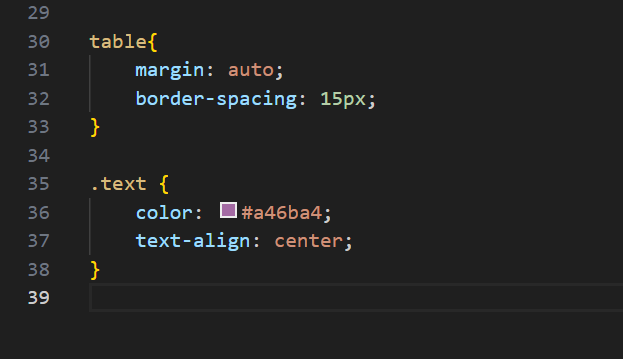 29
30 table{
31 margin: auto;
32 border-spacing: 15px;
33 }
34
35 .text {
36 color: #a46ba4;
37 text-align: center;
38 }
39